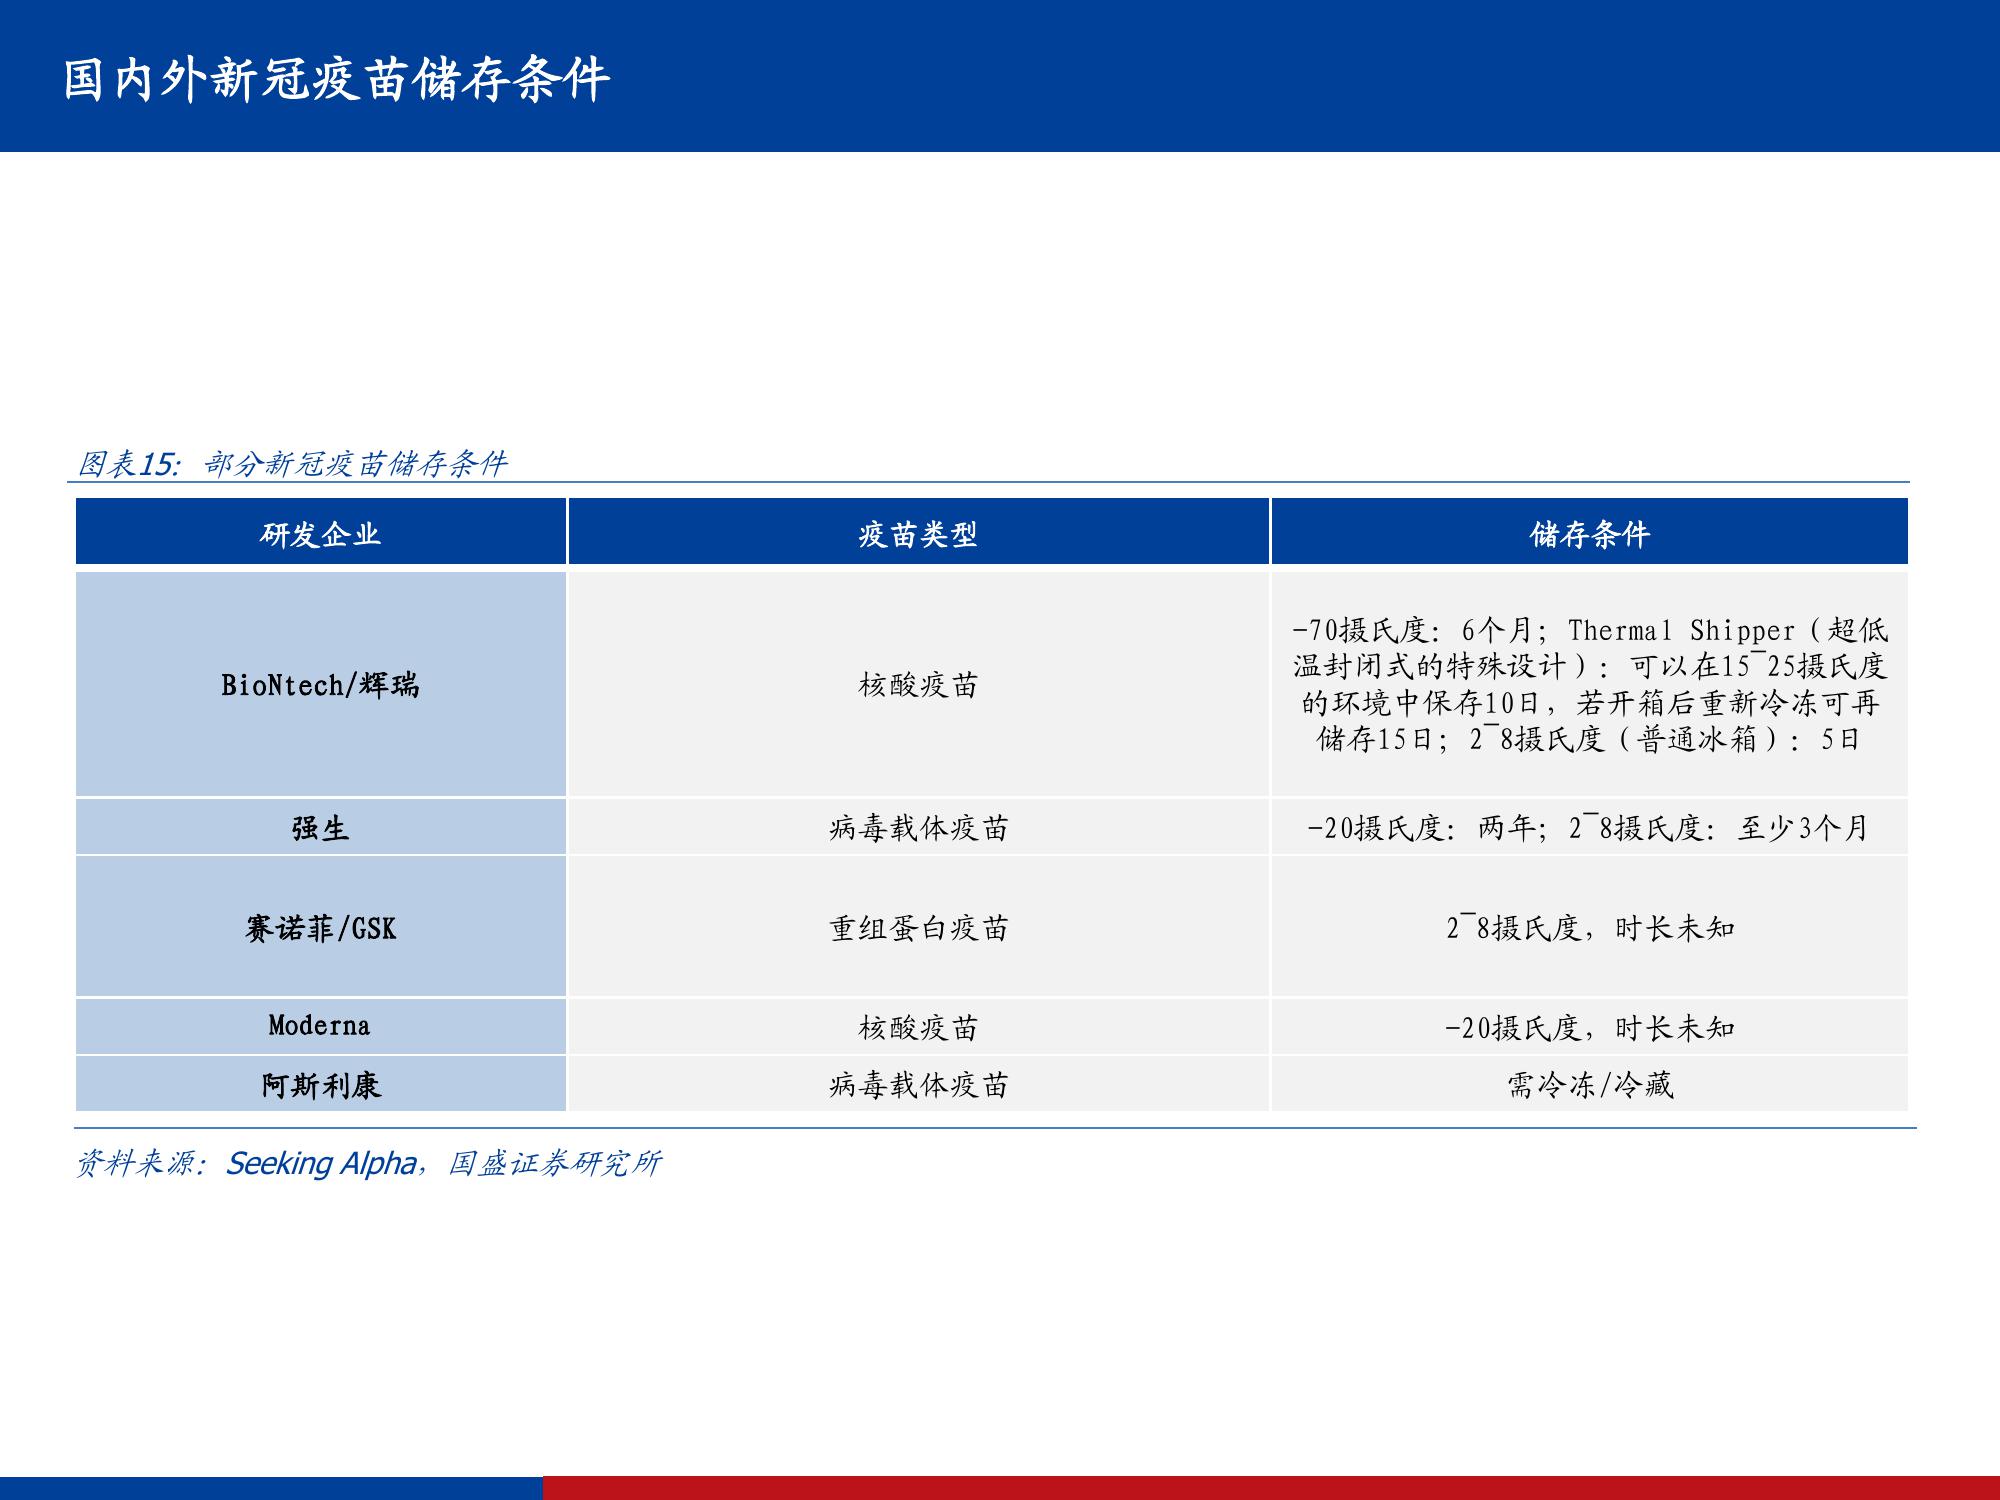 国内外新冠疫苗储存条件
图表15：部分新冠疫苗储存条件
研发企业 疫苗类型 储存条件
BioNtech/辉瑞 核酸疫苗 -70摄氏度：6个月；Thermal Shipper（超低
温封闭式的特殊设计）：可以在15~25摄氏度
的环境中保存10日，若开箱后重新冷冻可再
储存15日；2~8摄氏度（普通冰箱）：5日
强生 病毒载体疫苗 -20摄氏度：两年；2~8摄氏度：至少3个月
赛诺菲/GSK 重组蛋白疫苗 2~8摄氏度，时长未知
Moderna 核酸疫苗 -20摄氏度，时长未知
阿斯利康 病毒载体疫苗 需冷冻/冷藏
资料来源：Seeking Alpha，国盛证券研究所